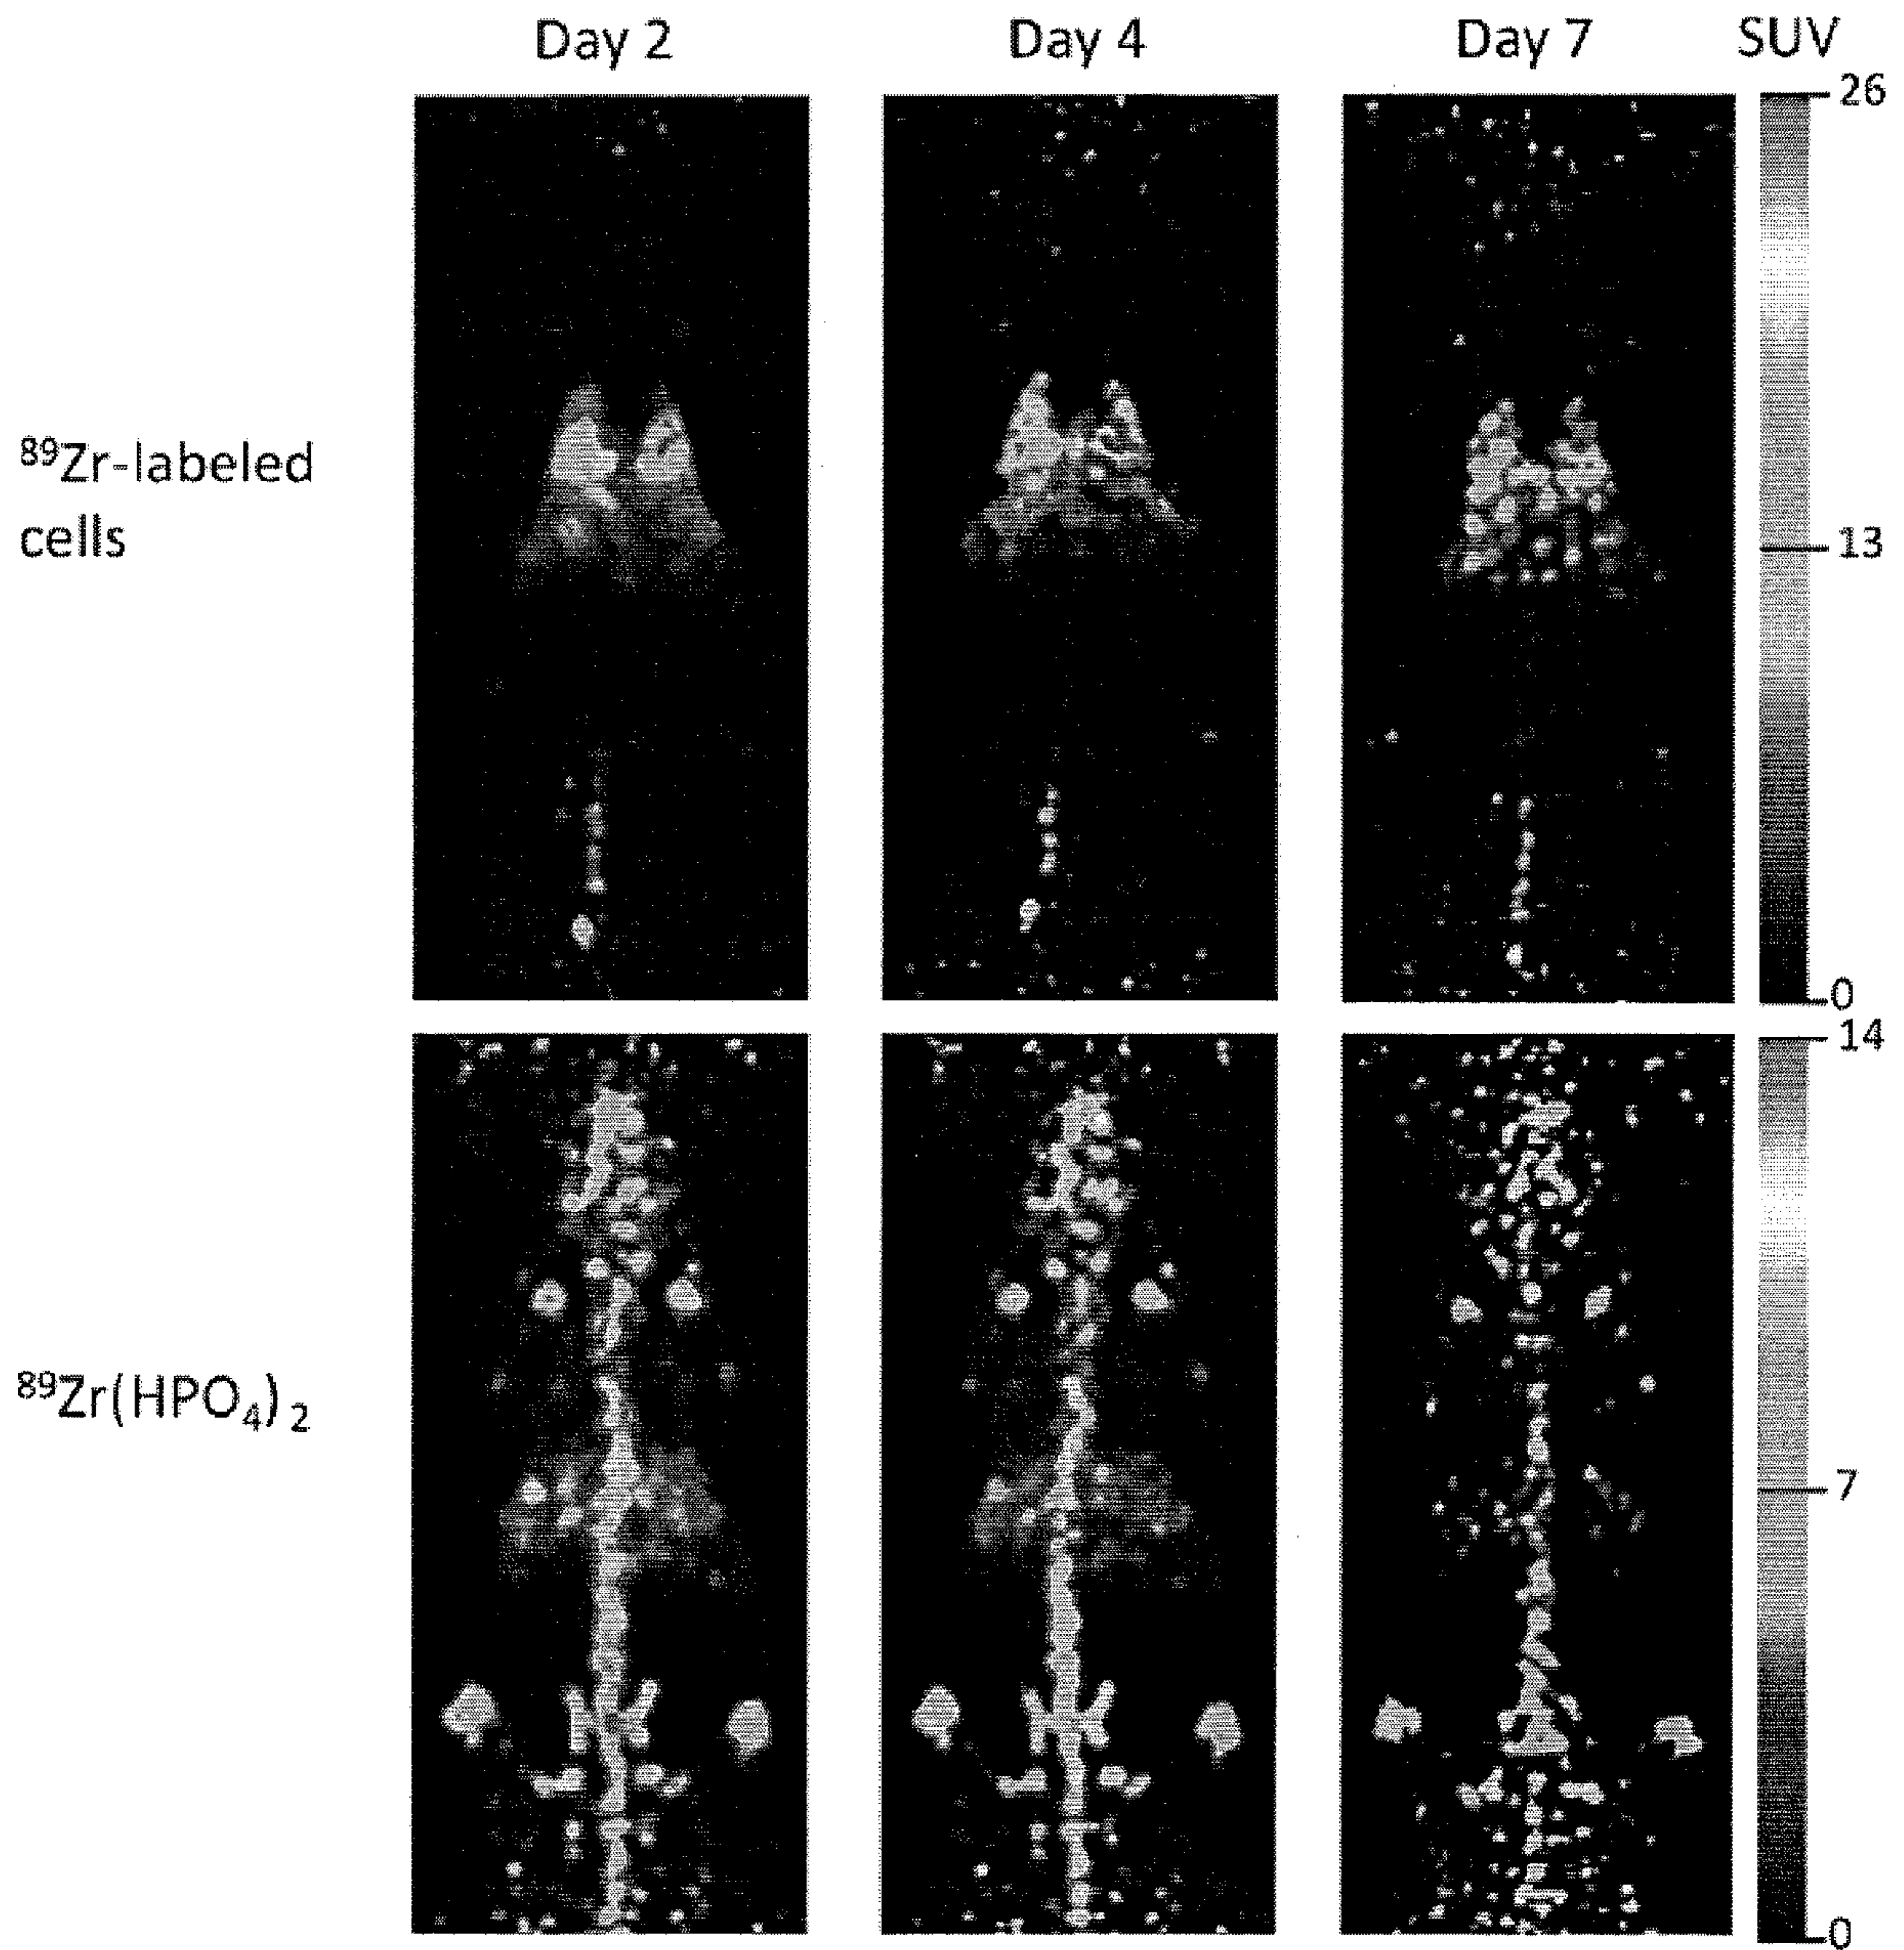 Day 2 Day 4 Day 7 SUV
26
⁸⁹Zr-labeled
cells
13
0
14
⁸⁹Zr(HPO₄)₂
7
0